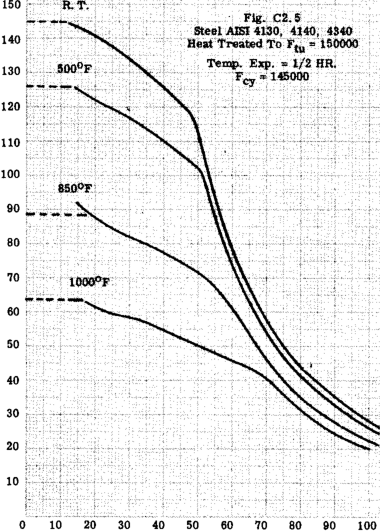 150
R. T.
Fig. C2.5
Steel AISI 4130, 4140, 4340
Heat Treated To Ftu = 150000
Temp. Exp. = 1/2 HR.
Fcy = 145000
140
130
500°F
120
110
100
850°F
90
80
70
1000°F
60
50
40
30
20
10
0 10 20 30 40 50 60 70 80 90 100